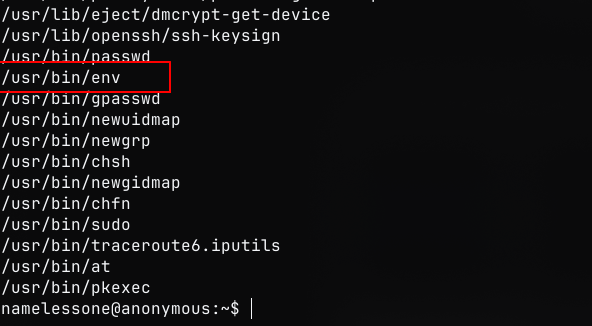 /usr/lib/eject/dmcrypt-get-device
/usr/lib/openssh/ssh-keysign
/usr/bin/passwd
/usr/bin/env
/usr/bin/gpasswd
/usr/bin/newuidmap
/usr/bin/newgrp
/usr/bin/chsh
/usr/bin/newgidmap
/usr/bin/chfn
/usr/bin/sudo
/usr/bin/traceroute6.iputils
/usr/bin/at
/usr/bin/pkexec
namelessone@anonymous:~$